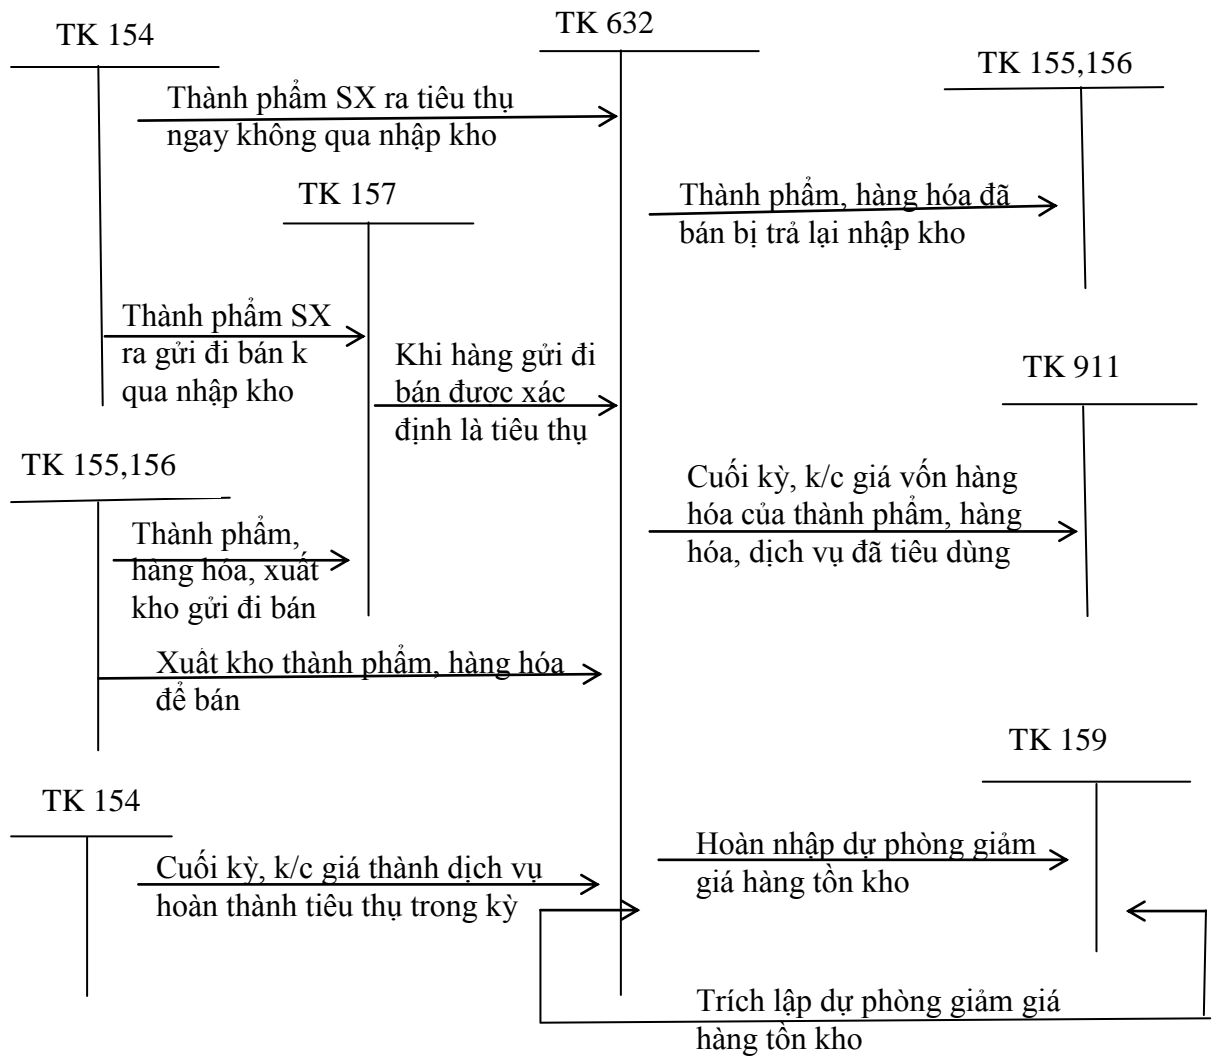 TK 154
TK 632
TK 155,156
Thành phẩm SX ra tiêu thụ
ngay không qua nhập kho
TK 157
Thành phẩm, hàng hóa đã
bán bị trả lại nhập kho
Thành phẩm SX
ra gửi đi bán k
qua nhập kho
Khi hàng gửi đi
bán đươc xác
định là tiêu thụ
TK 911
TK 155,156
Cuối kỳ, k/c giá vốn hàng
hóa của thành phẩm, hàng
hóa, dịch vụ đã tiêu dùng
Thành phẩm,
hàng hóa, xuất
kho gửi đi bán
Xuất kho thành phẩm, hàng hóa
để bán
TK 159
TK 154
Hoàn nhập dự phòng giảm
giá hàng tồn kho
Cuối kỳ, k/c giá thành dịch vụ
hoàn thành tiêu thụ trong kỳ
Trích lập dự phòng giảm giá
hàng tồn kho